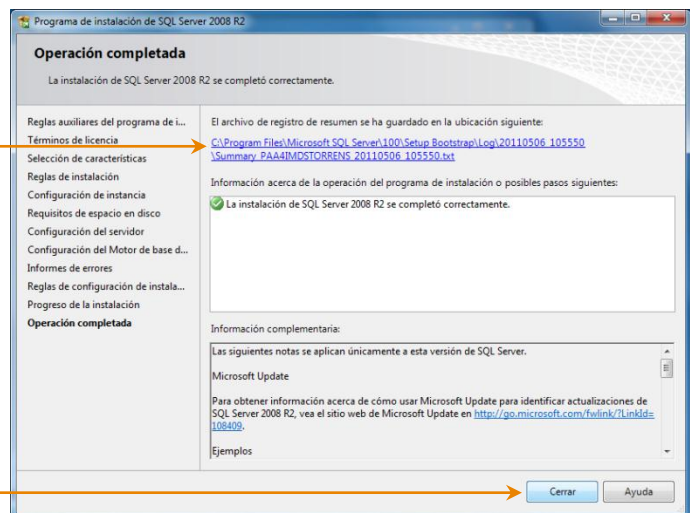 Programa de instalación de SQL Server 2008 R2
Operación completada
La instalación de SQL Server 2008 R2 se completó correctamente.
Reglas auxiliares del programa de i...
Términos de licencia
Selección de características
Reglas de instalación
Configuración de instancia
Requisitos de espacio en disco
Configuración del servidor
Configuración del Motor de base d...
Informes de errores
Reglas de configuración de instala...
Progreso de la instalación
Operación completada
El archivo de registro de resumen se ha guardado en la ubicación siguiente:
C:\Program Files\Microsoft SQL Server\100\Setup Bootstrap\Log\20110506_105550
\Summary_PAA4IMDSTORRENS_20110506_105550.txt
Información acerca de la operación del programa de instalación o posibles pasos siguientes:
La instalación de SQL Server 2008 R2 se completó correctamente.
Información complementaria:
Las siguientes notas se aplican únicamente a esta versión de SQL Server.
Microsoft Update
Para obtener información acerca de cómo usar Microsoft Update para identificar actualizaciones de
SQL Server 2008 R2, vea el sitio web de Microsoft Update en http://go.microsoft.com/fwlink/?LinkId=
108409.
Ejemplos
Cerrar
Ayuda